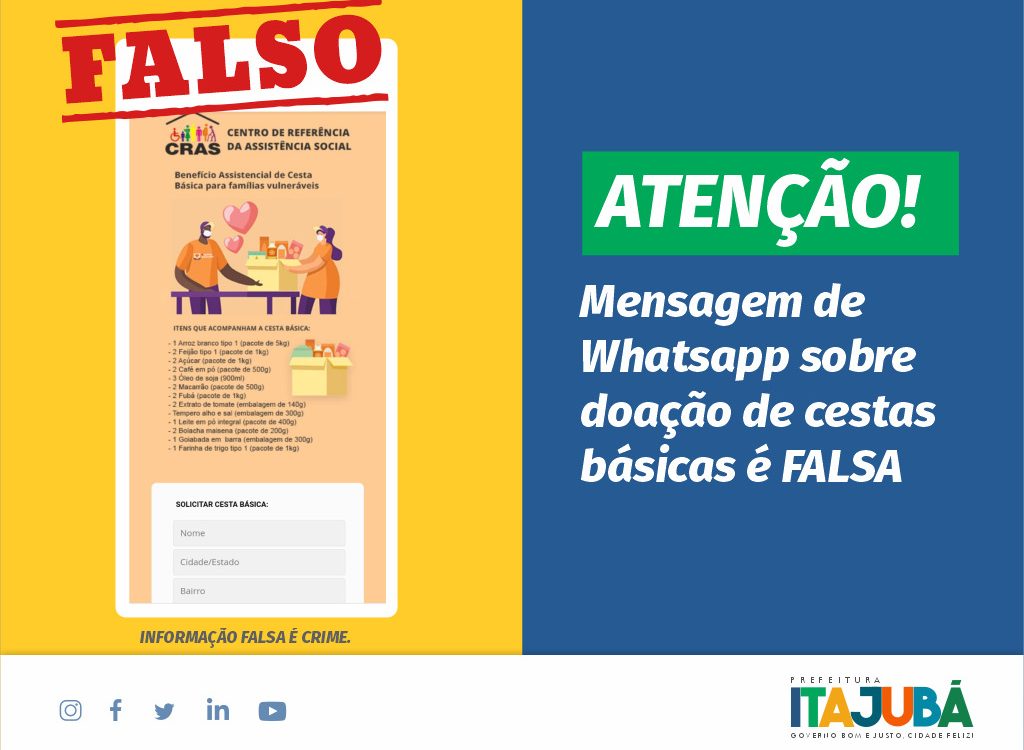 FALSO
CRAS
CENTRO DE REFERÊNCIA
DA ASSISTÊNCIA SOCIAL
Benefício Assistencial de Cesta
Básica para famílias vulneráveis
ITENS QUE ACOMPANHAM A CESTA BÁSICA:
- 1 Arroz branco tipo 1 (pacote de 5kg)
- 2 Feijão tipo 1 (pacote de 1kg)
- 2 Açúcar (pacote de 1kg)
- 2 Café em pó (pacote de 500g)
- 3 Óleo de soja (900ml)
- 2 Macarrão (pacote de 500g)
- 2 Fubá (pacote de 1kg)
- 2 Extrato de tomate (embalagem de 140g)
- Tempero alho e sal (embalagem de 300g)
- 1 Leite em pó integral (pacote de 400g)
- 2 Bolacha maisena (pacote de 200g)
- 1 Goiabada em barra (embalagem de 300g)
- 1 Farinha de trigo tipo 1 (pacote de 1kg)
SOLICITAR CESTA BÁSICA:
Nome
Cidade/Estado
Bairro
INFORMAÇÃO FALSA É CRIME.
ATENÇÃO!
Mensagem de
Whatsapp sobre
doação de cestas
básicas é FALSA
PREFEITURA
ITAJUBÁ
GOVERNO BOM E JUSTO, CIDADE FELIZ!